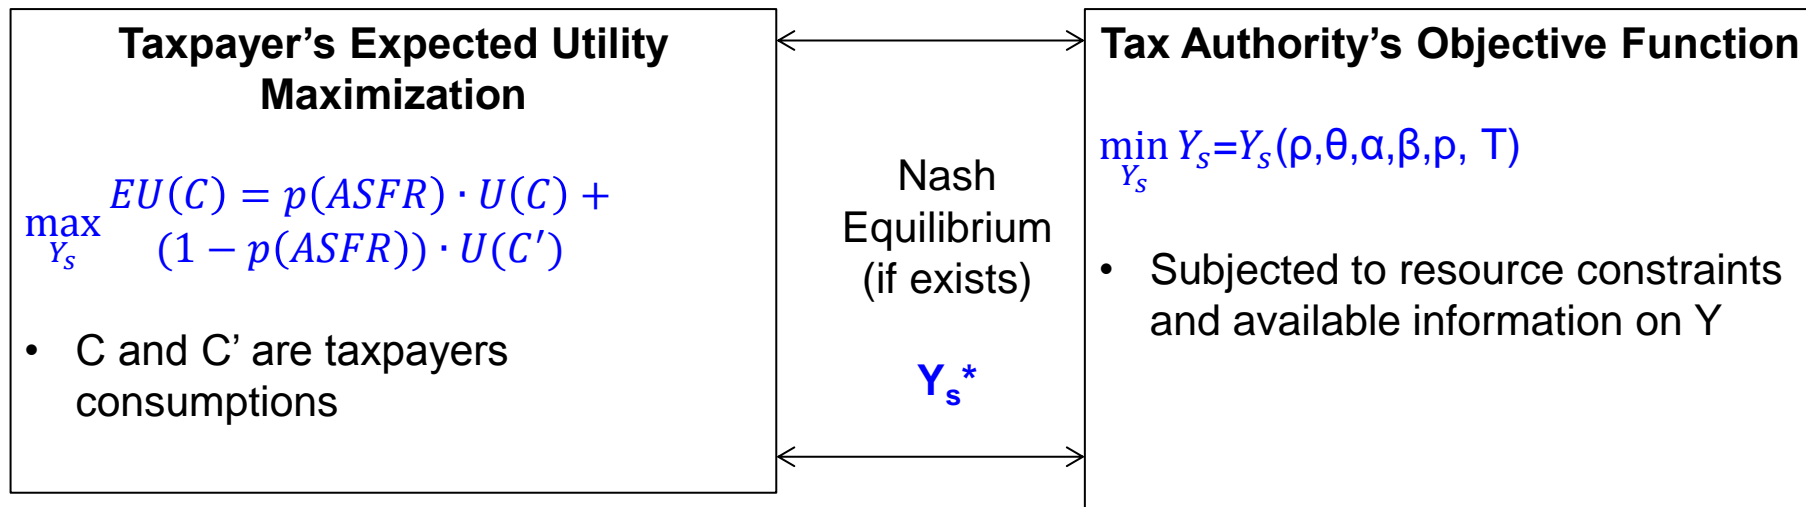 Taxpayer's Expected Utility
Maximization
max Yₛ EU(C) = p(ASFR) · U(C) +
(1 − p(ASFR)) · U(C′)
• C and C' are taxpayers
consumptions
Nash
Equilibrium
(if exists)
Yₛ*
Tax Authority's Objective Function
min Yₛ Yₛ=Yₛ(ρ,θ,α,β,p, T)
• Subjected to resource constraints
and available information on Y